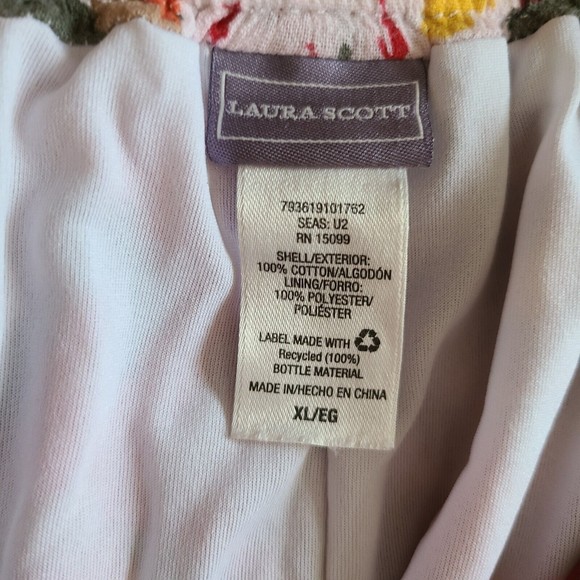 LAURA SCOTT
793619101762
SEAS: U2
RN 15099
SHELL/EXTERIOR:
100% COTTON/ALGODÓN
LINING/FORRO:
100% POLYESTER/
POLIÉSTER
LABEL MADE WITH
Recycled (100%)
BOTTLE MATERIAL
MADE IN/HECHO EN CHINA
XL/EG